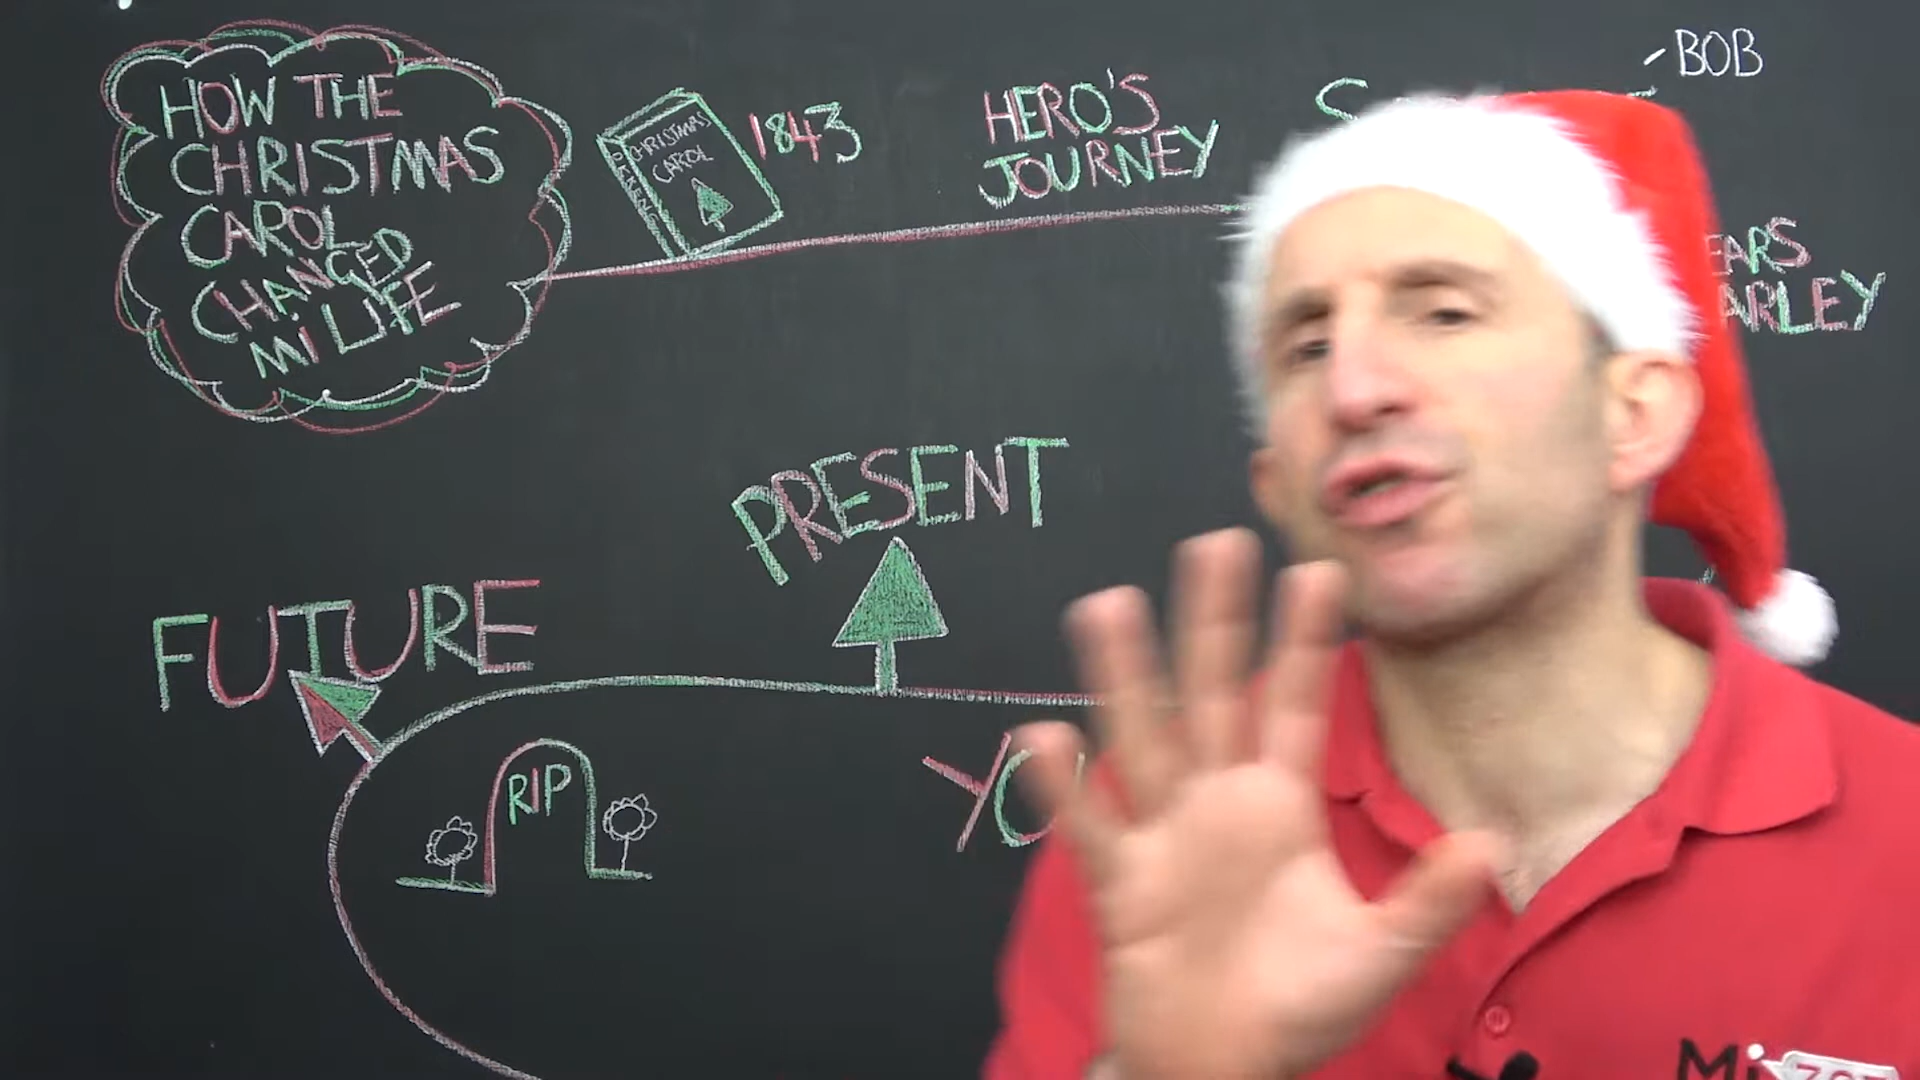 HOW THE
CHRISTMAS
CAROL
CHANGED
Mi LIFE
CHRISTMAS
CAROL
1843
HERO'S
JOURNEY
BOB
PRESENT
FUTURE
RIP